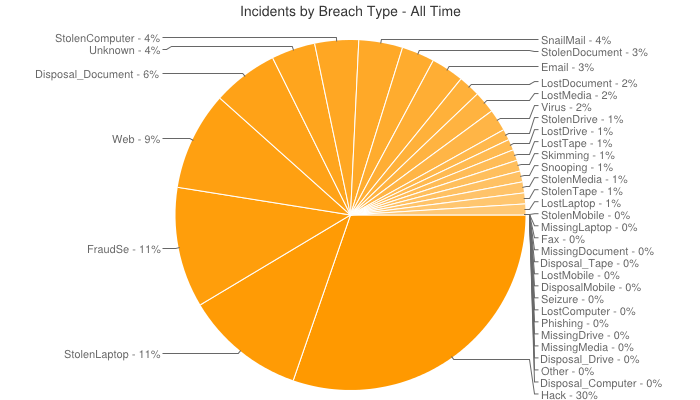 Incidents by Breach Type - All Time
StolenComputer - 4%
Unknown - 4%
Disposal_Document - 6%
Web - 9%
FraudSe - 11%
StolenLaptop - 11%
SnailMail - 4%
StolenDocument - 3%
Email - 3%
LostDocument - 2%
LostMedia - 2%
Virus - 2%
StolenDrive - 1%
LostDrive - 1%
LostTape - 1%
Skimming - 1%
Snooping - 1%
StolenMedia - 1%
StolenTape - 1%
LostLaptop - 1%
StolenMobile - 0%
MissingLaptop - 0%
Fax - 0%
MissingDocument - 0%
Disposal_Tape - 0%
LostMobile - 0%
DisposalMobile - 0%
Seizure - 0%
LostComputer - 0%
Phishing - 0%
MissingDrive - 0%
MissingMedia - 0%
Disposal_Drive - 0%
Other - 0%
Disposal_Computer - 0%
Hack - 30%